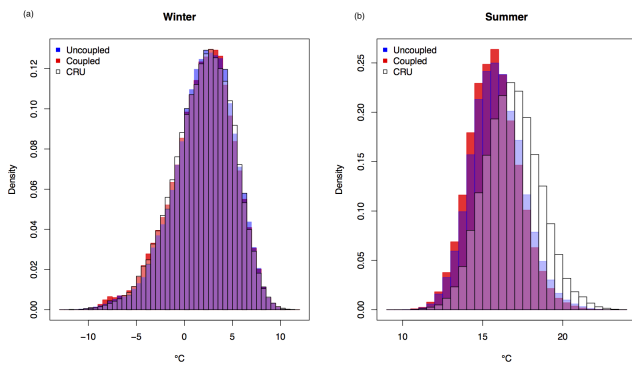 (a)
Winter
Uncoupled
Coupled
CRU
Density
0.00
0.02
0.04
0.06
0.08
0.10
0.12
−10
−5
0
5
10
°C
(b)
Summer
Uncoupled
Coupled
CRU
Density
0.00
0.05
0.10
0.15
0.20
0.25
10
15
20
°C